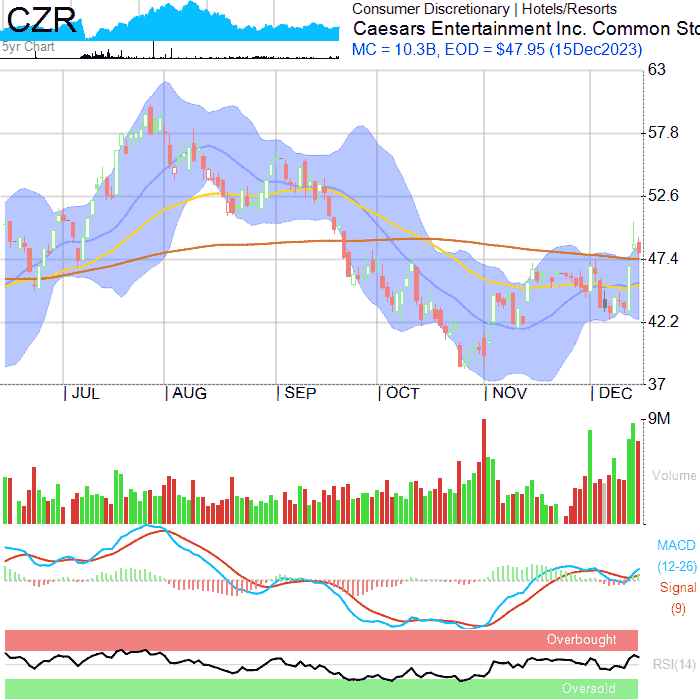 CZR
5yr Chart
Consumer Discretionary | Hotels/Resorts
Caesars Entertainment Inc. Common Sto
MC = 10.3B, EOD = $47.95 (15Dec2023)
63
57.8
52.6
47.4
42.2
37
JUL AUG SEP OCT NOV DEC
9M
Volume
MACD
(12-26)
Signal
(9)
Overbought
RSI(14)
Oversold